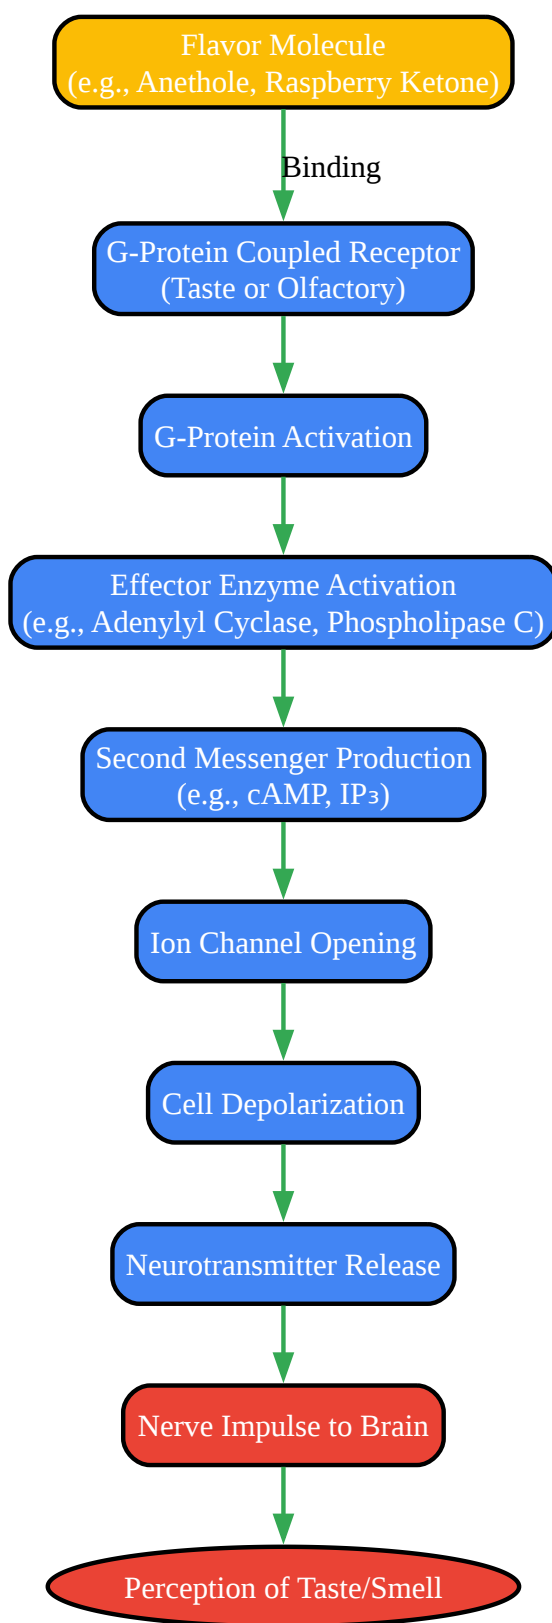 Flavor Molecule
(e.g., Anethole, Raspberry Ketone)
Binding
G-Protein Coupled Receptor
(Taste or Olfactory)
G-Protein Activation
Effector Enzyme Activation
(e.g., Adenylyl Cyclase, Phospholipase C)
Second Messenger Production
(e.g., cAMP, IP₃)
Ion Channel Opening
Cell Depolarization
Neurotransmitter Release
Nerve Impulse to Brain
Perception of Taste/Smell